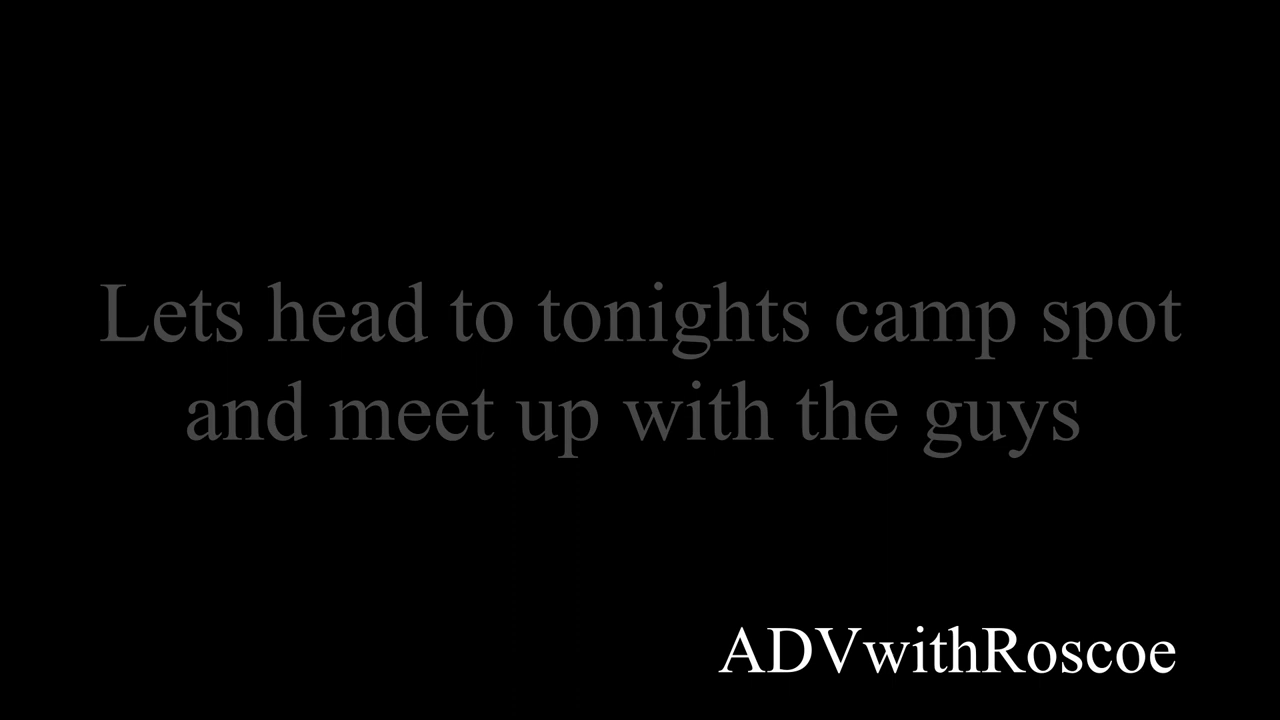 Lets head to tonights camp spot
and meet up with the guys
ADVwithRoscoe